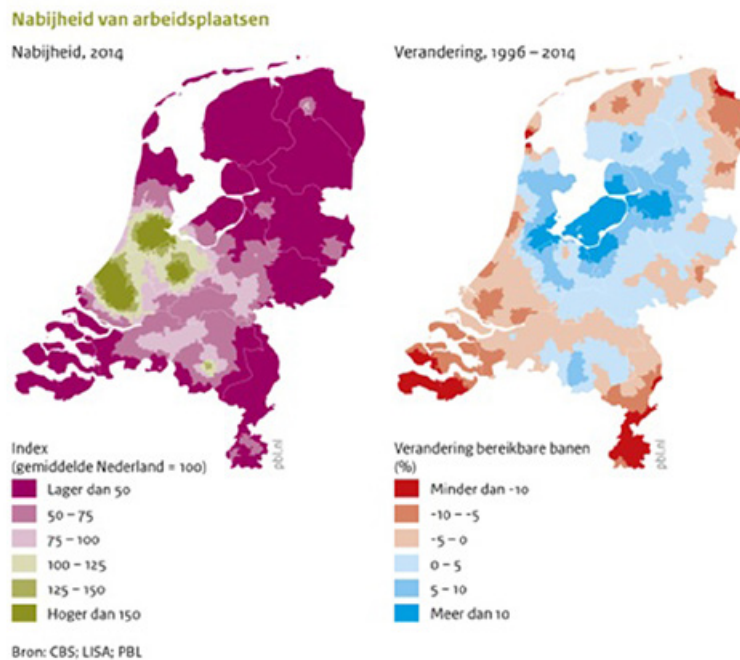 Nabijheid van arbeidsplaatsen
Nabijheid, 2014
Verandering, 1996 – 2014
pbl.nl
pbl.nl
Index
(gemiddelde Nederland = 100)
Lager dan 50
50 – 75
75 – 100
100 – 125
125 – 150
Hoger dan 150
Verandering bereikbare banen
(%)
Minder dan -10
-10 – -5
-5 – 0
0 – 5
5 – 10
Meer dan 10
Bron: CBS; LISA; PBL